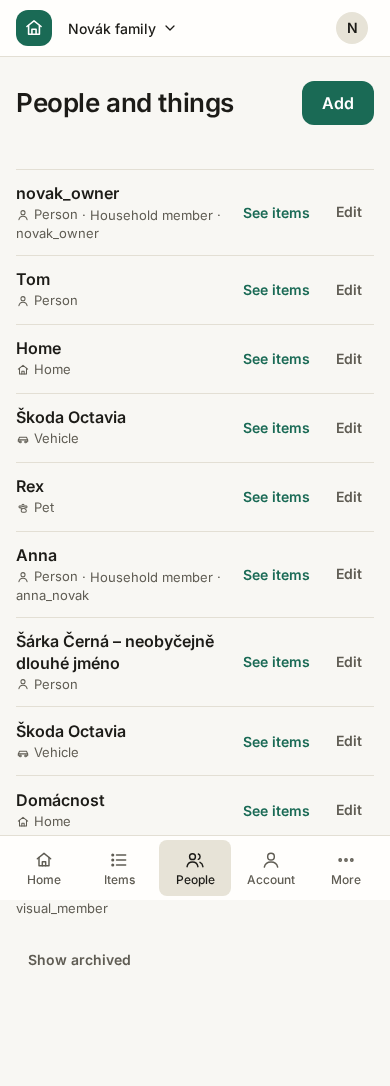 Novák family
N
People and things
Add
novak_owner
Person · Household member ·
novak_owner
See items
Edit
Tom
Person
See items
Edit
Home
Home
See items
Edit
Škoda Octavia
Vehicle
See items
Edit
Rex
Pet
See items
Edit
Anna
Person · Household member ·
anna_novak
See items
Edit
Šárka Černá – neobyčejně
dlouhé jméno
Person
See items
Edit
Škoda Octavia
Vehicle
See items
Edit
Domácnost
Home
See items
Edit
Home
Items
People
Account
More
visual_member
Show archived